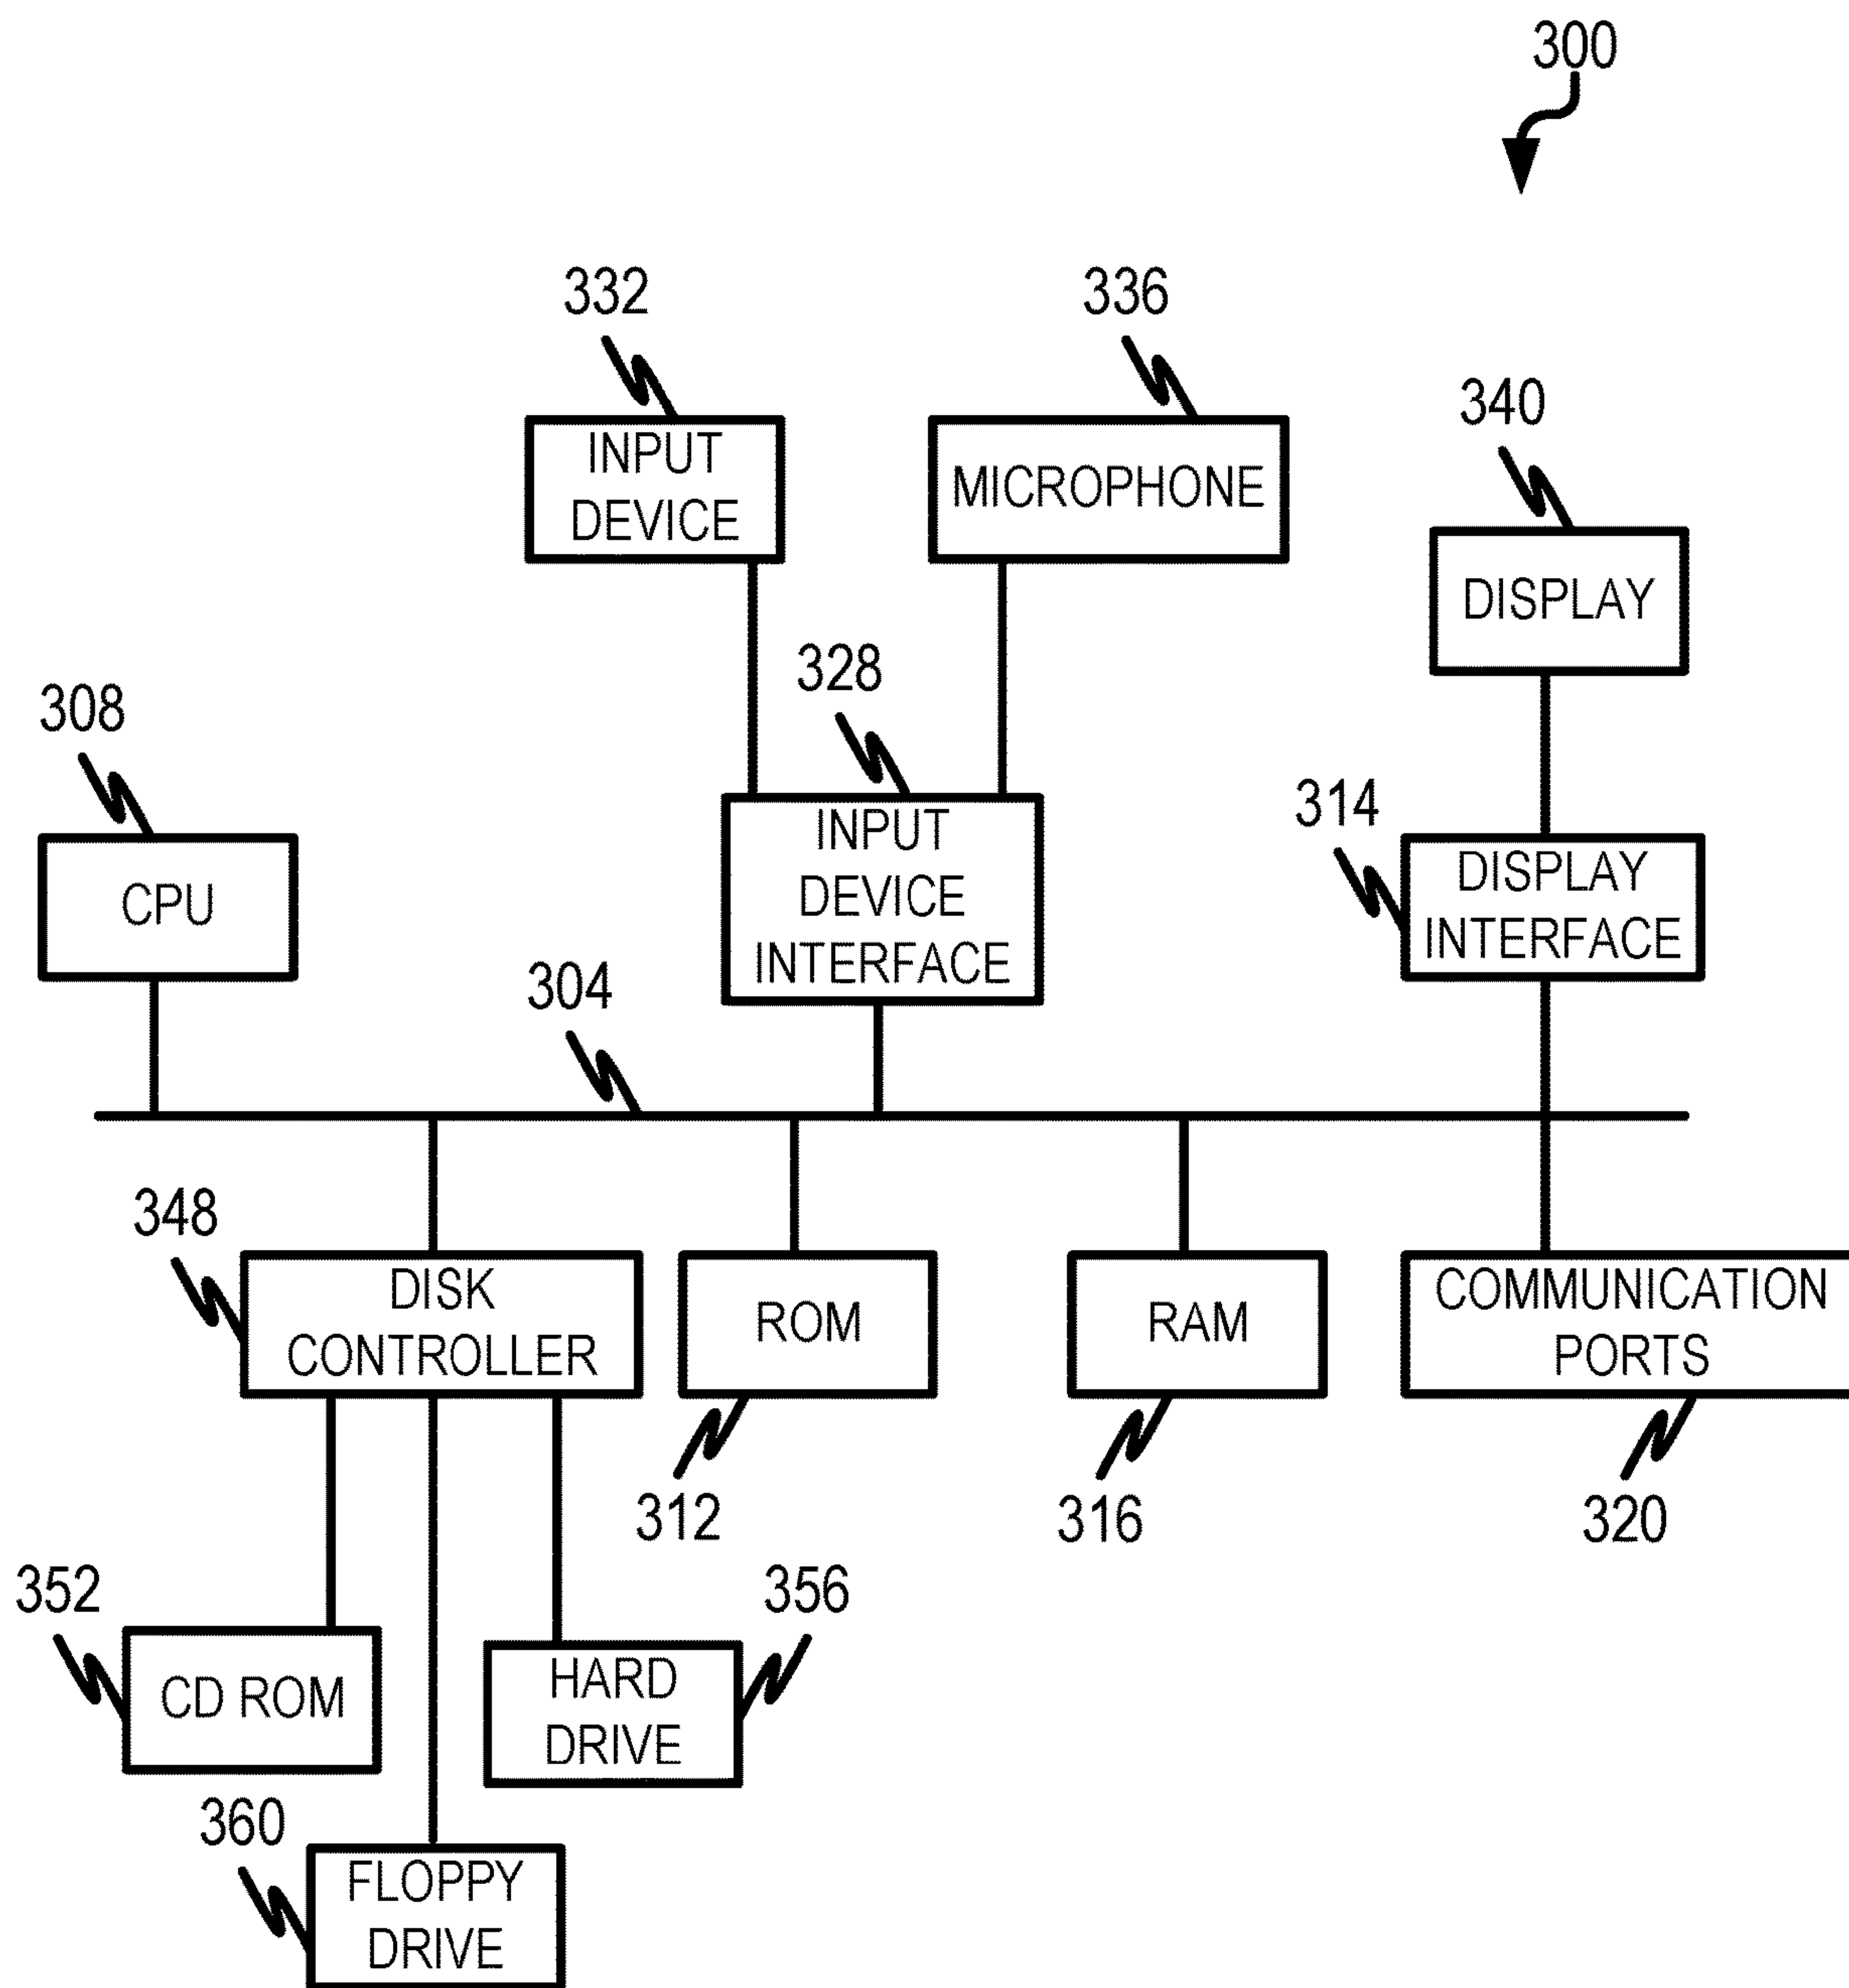 300
332
336
340
INPUT
DEVICE
MICROPHONE
DISPLAY
328
308
314
INPUT
DEVICE
INTERFACE
CPU
DISPLAY
INTERFACE
304
348
DISK
CONTROLLER
ROM
RAM
COMMUNICATION
PORTS
312
316
320
352
356
CD ROM
HARD
DRIVE
360
FLOPPY
DRIVE